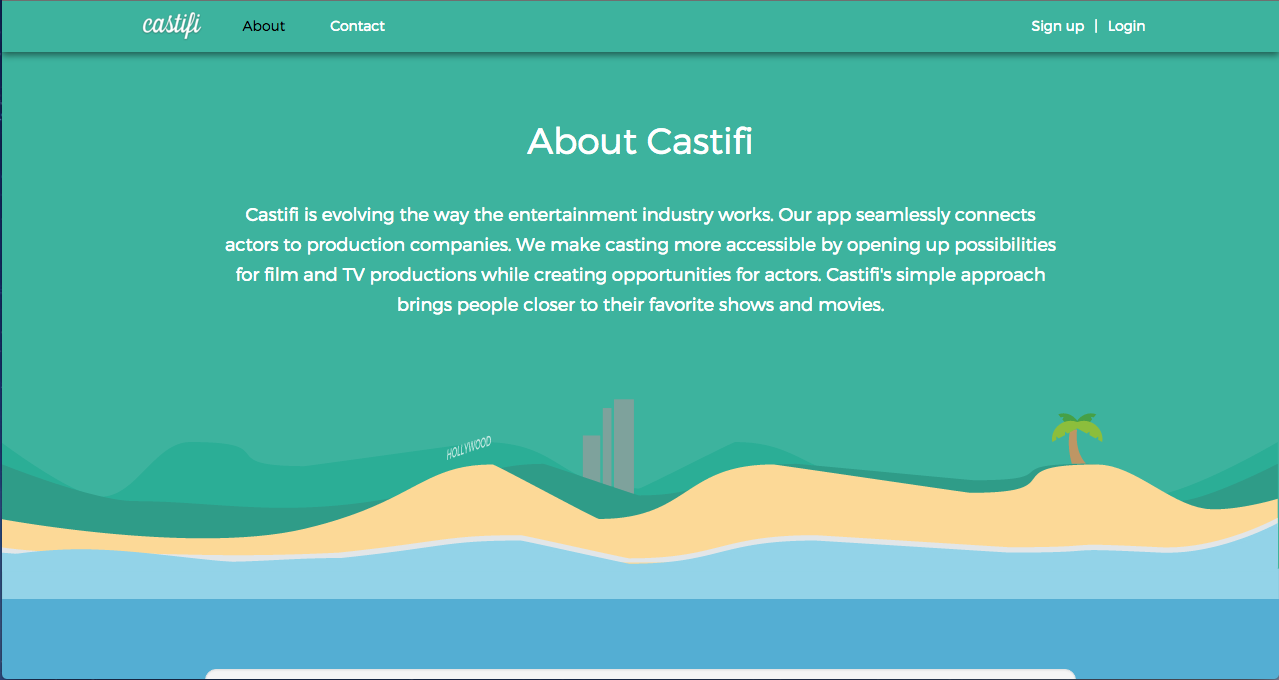 castifi About Contact Sign up | Login
About Castifi
Castifi is evolving the way the entertainment industry works. Our app seamlessly connects
actors to production companies. We make casting more accessible by opening up possibilities
for film and TV productions while creating opportunities for actors. Castifi's simple approach
brings people closer to their favorite shows and movies.
HOLLYWOOD